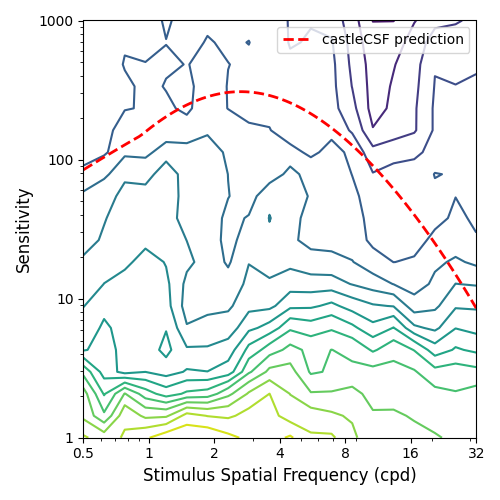 1000
castleCSF prediction
100
Sensitivity
10
1
0.5 1 2 4 8 16 32
Stimulus Spatial Frequency (cpd)